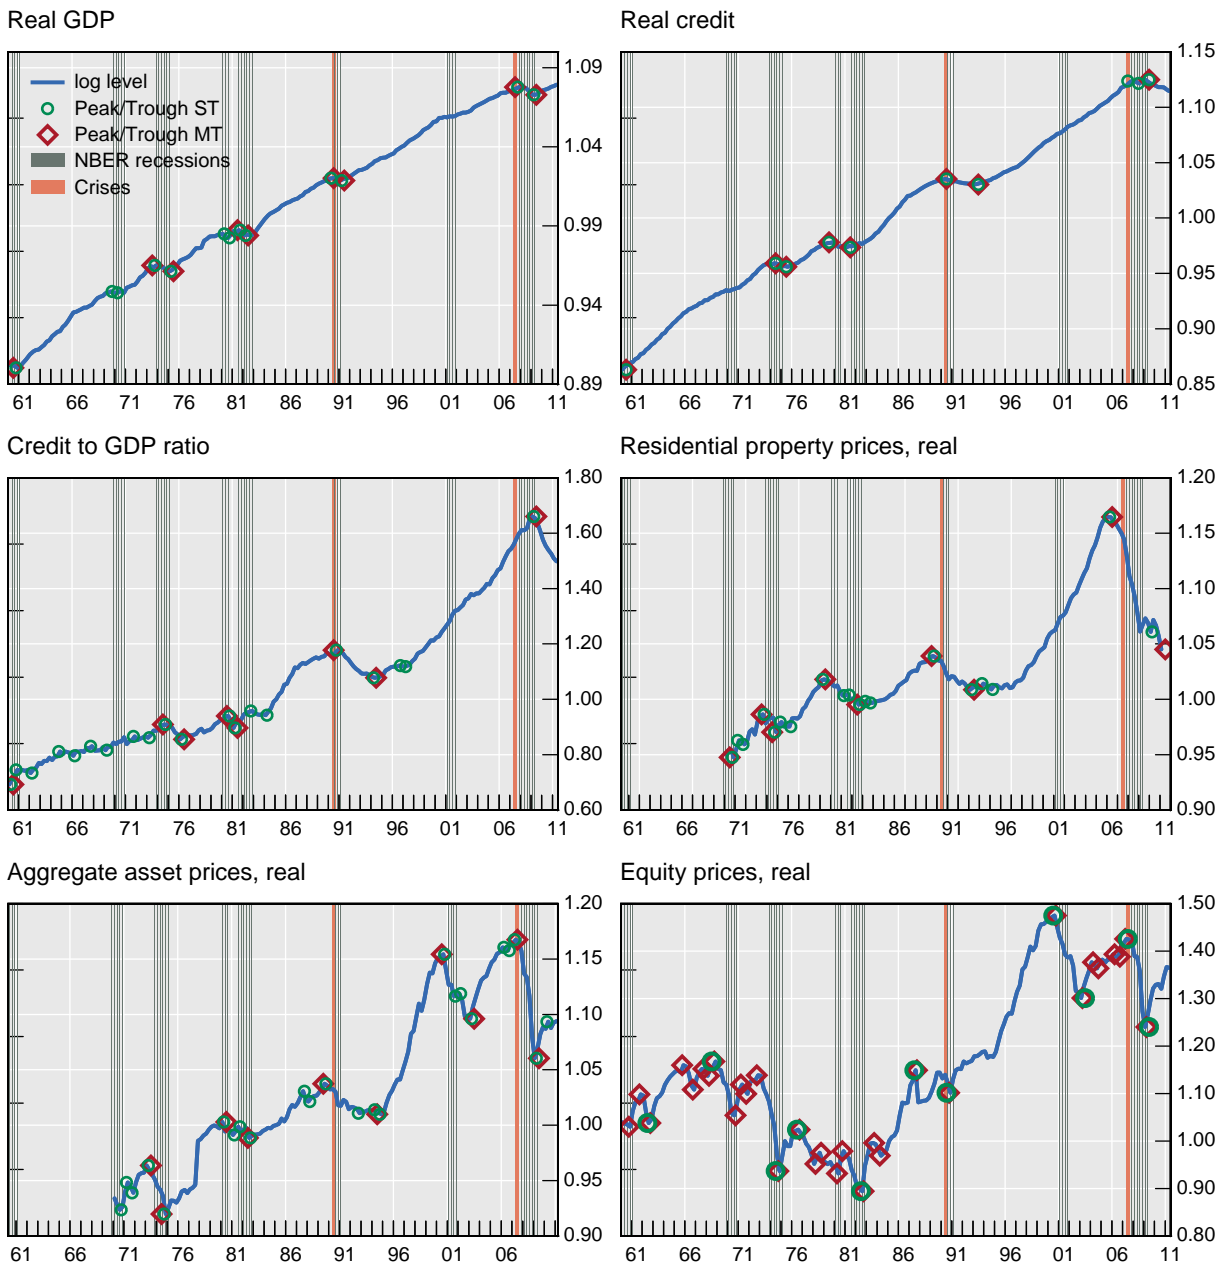 Real GDP
1.09
1.04
0.99
0.94
0.89
log level
Peak/Trough ST
Peak/Trough MT
NBER recessions
Crises
61 66 71 76 81 86 91 96 01 06 11
Real credit
1.15
1.10
1.05
1.00
0.95
0.90
0.85
61 66 71 76 81 86 91 96 01 06 11
Credit to GDP ratio
1.80
1.60
1.40
1.20
1.00
0.80
0.60
61 66 71 76 81 86 91 96 01 06 11
Residential property prices, real
1.20
1.15
1.10
1.05
1.00
0.95
0.90
61 66 71 76 81 86 91 96 01 06 11
Aggregate asset prices, real
1.20
1.15
1.10
1.05
1.00
0.95
0.90
61 66 71 76 81 86 91 96 01 06
Equity prices, real
1.50
1.40
1.30
1.20
1.10
1.00
0.90
0.80
61 66 71 76 81 86 91 96 01 06 11